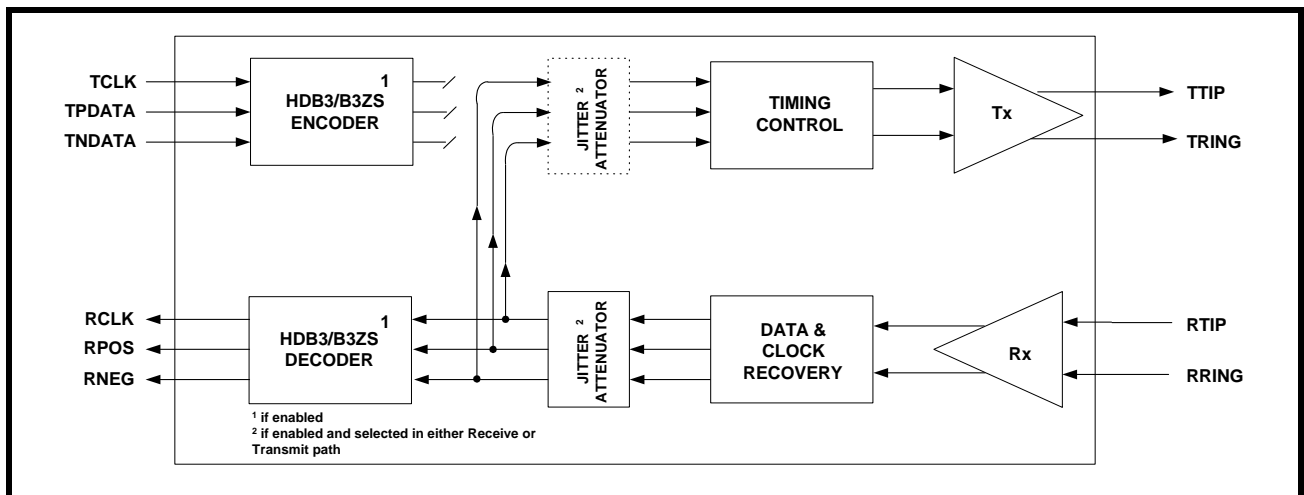 TCLK
TPDATA
TNDATA
HDB3/B3ZS 1
ENCODER
JITTER 2
ATTENUATOR
TIMING
CONTROL
Tx
TTIP
TRING
RCLK
RPOS
RNEG
HDB3/B3ZS 1
DECODER
JITTER 2
ATTENUATOR
DATA &
CLOCK
RECOVERY
Rx
RTIP
RRING
1 if enabled
2 if enabled and selected in either Receive or
Transmit path